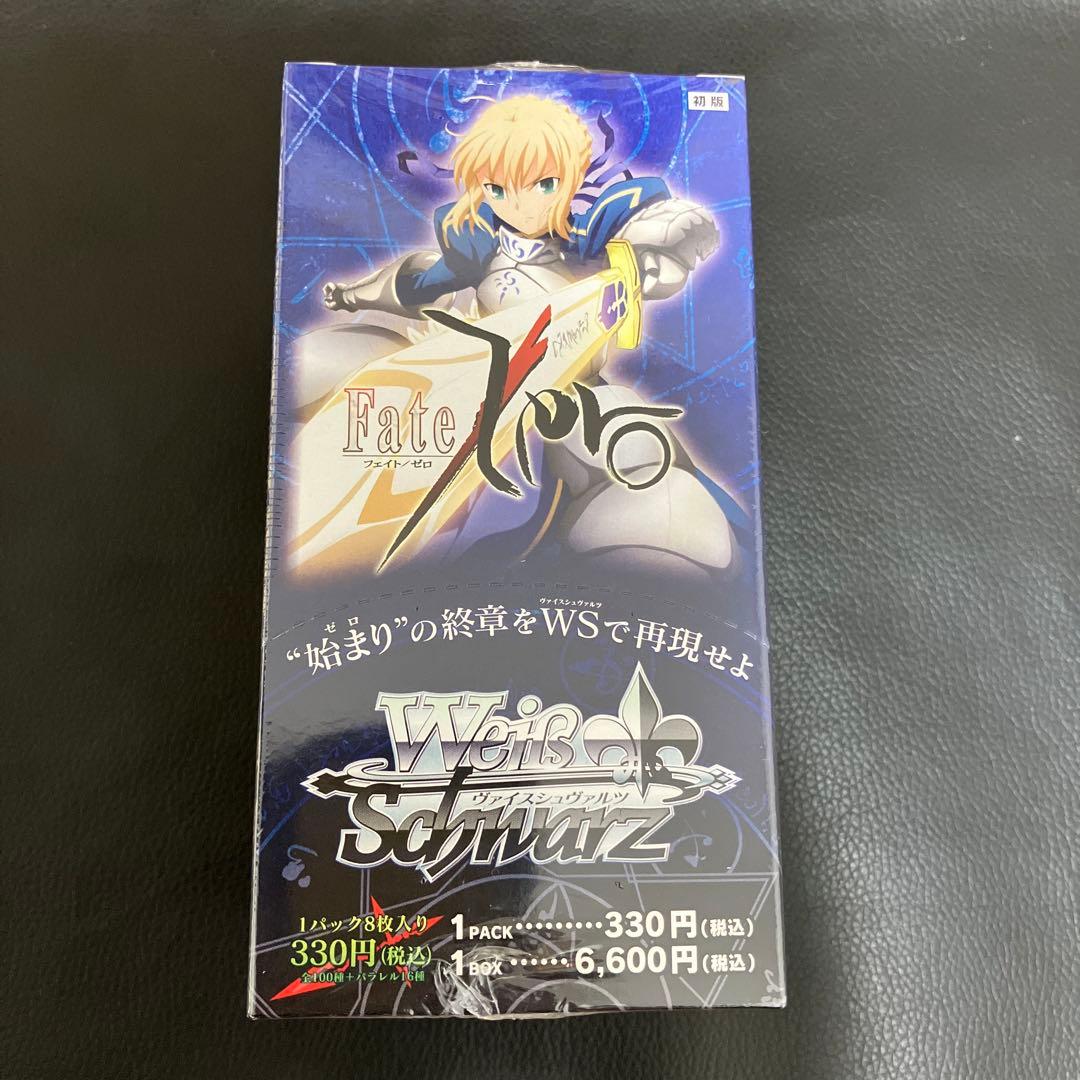 初版
Fate/Zero
フェイト/ゼロ
ゼロ
ヴァイスシュヴァルツ
“始まり”の終章をWSで再現せよ
Weiß
ヴァイスシュヴァルツ
Schwarz
1パック8枚入り
330円(税込)
全100種+パラレル16種
1PACK………330円(税込)
1BOX……6,600円(税込)